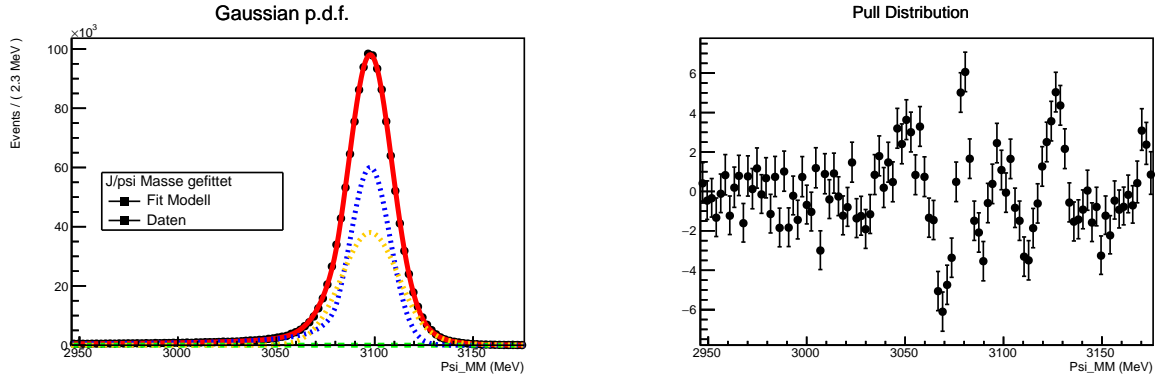 Gaussian p.d.f.
×10³
Events / ( 2.3 MeV )
100
80
60
40
20
0
J/psi Masse gefittet
Fit Modell
Daten
2950 3000 3050 3100 3150
Psi_MM (MeV)
Pull Distribution
6
4
2
0
−2
−4
−6
2950 3000 3050 3100 3150
Psi_MM (MeV)